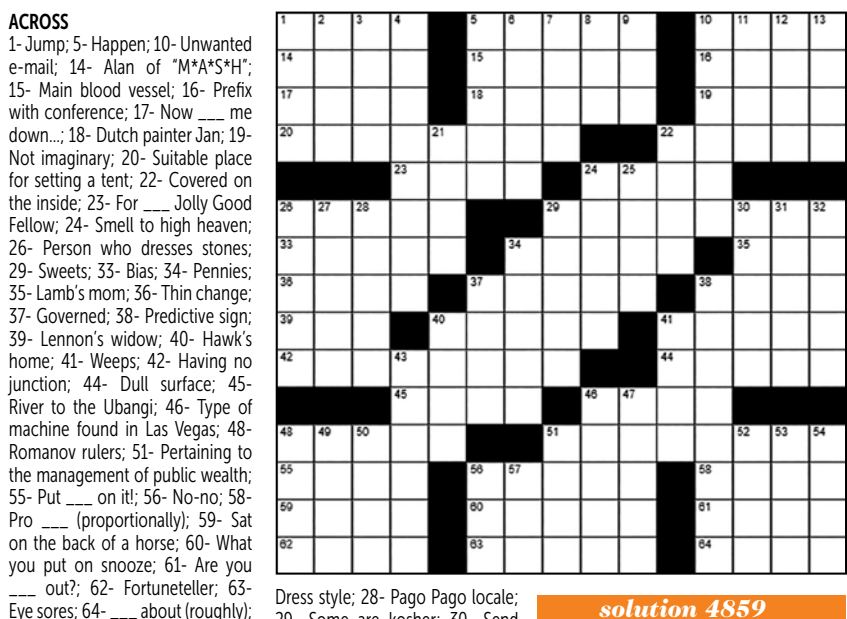 ACROSS
1- Jump; 5- Happen; 10- Unwanted
e-mail; 14- Alan of "M*A*S*H";
15- Main blood vessel; 16- Prefix
with conference; 17- Now ___ me
down...; 18- Dutch painter Jan; 19-
Not imaginary; 20- Suitable place
for setting a tent; 22- Covered on
the inside; 23- For ___ Jolly Good
Fellow; 24- Smell to high heaven;
26- Person who dresses stones;
29- Sweets; 33- Bias; 34- Pennies;
35- Lamb's mom; 36- Thin change;
37- Governed; 38- Predictive sign;
39- Lennon's widow; 40- Hawk's
home; 41- Weeps; 42- Having no
junction; 44- Dull surface; 45-
River to the Ubangi; 46- Type of
machine found in Las Vegas; 48-
Romanov rulers; 51- Pertaining to
the management of public wealth;
55- Put ___ on it!; 56- No-no; 58-
Pro ___ (proportionally); 59- Sat
on the back of a horse; 60- What
you put on snooze; 61- Are you
___ out?; 62- Fortuneteller; 63-
Eye sores; 64- ___ about (roughly);
1 2 3 4 5 6 7 8 9 10 11 12 13
14 15 16
17 18 19
20 21 22
23 24 25
26 27 28 29 30 31 32
33 34 35
36 37 38
39 40 41
42 43 44
45 46 47
48 49 50 51 52 53 54
55 56 57 58
59 60 61
62 63 64
Dress style; 28- Pago Pago locale;
29- Some are kosher; 30- Send
solution 4859